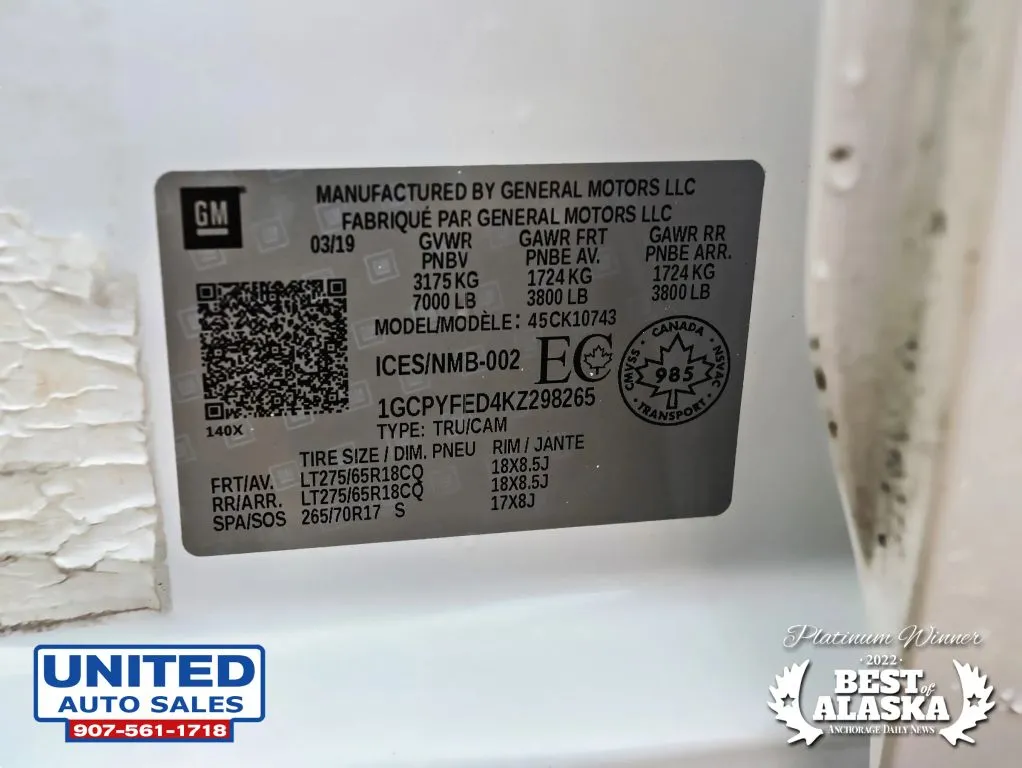 GM
MANUFACTURED BY GENERAL MOTORS LLC
FABRIQUÉ PAR GENERAL MOTORS LLC
03/19 GVWR GAWR FRT GAWR RR
PNBV PNBE AV. PNBE ARR.
3175 KG 1724 KG 1724 KG
7000 LB 3800 LB 3800 LB
MODEL/MODÈLE: 45CK10743
ICES/NMB-002 EC
CANADA
CMVSS 985 NSVAC
TRANSPORT
1GCPYFED4KZ298265
140X
TYPE: TRU/CAM
TIRE SIZE / DIM. PNEU RIM / JANTE
FRT/AV. LT275/65R18CQ 18X8.5J
RR/ARR. LT275/65R18CQ 18X8.5J
SPA/SOS 265/70R17 S 17X8J
UNITED
AUTO SALES
907-561-1718
Platinum Winner
·2022·
BEST of
ALASKA
ANCHORAGE DAILY NEWS